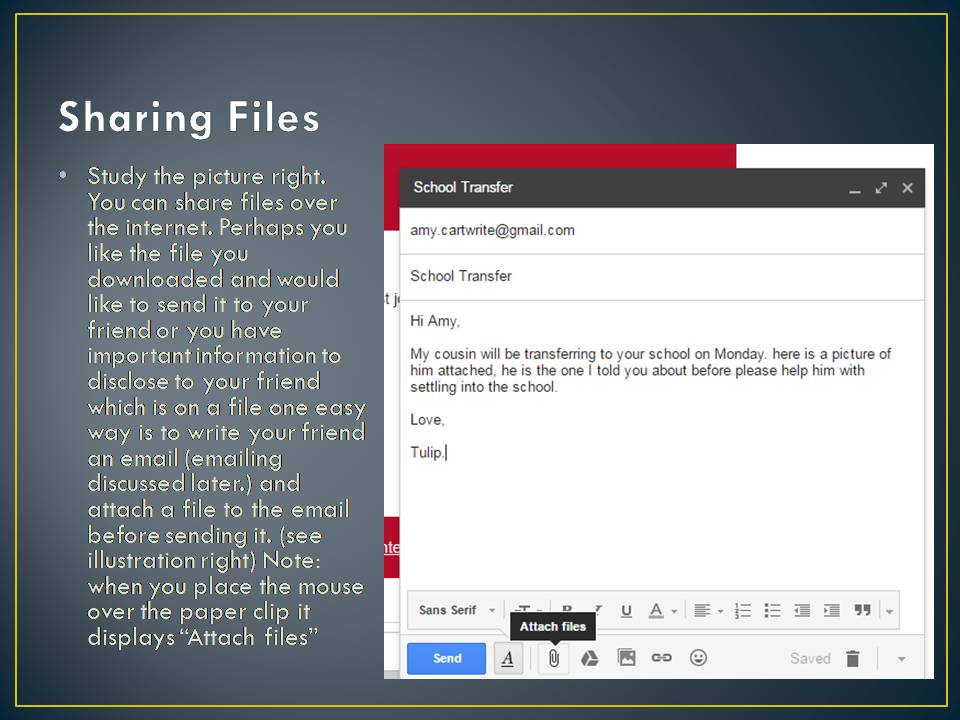 Sharing Files
• Study the picture right.
You can share files over
the internet. Perhaps you
like the file you
downloaded and would
like to send it to your
friend or you have
important information to
disclose to your friend
which is on a file one easy
way is to write your friend
an email (emailing
discussed later.) and
attach a file to the email
before sending it. (see
illustration right) Note:
when you place the mouse
over the paper clip it
displays “Attach files”
School Transfer
amy.cartwrite@gmail.com
School Transfer
Hi Amy,
My cousin will be transferring to your school on Monday. here is a picture of
him attached, he is the one I told you about before please help him with
settling into the school.
Love,
Tulip.
Sans Serif
U A
Attach files
Send A
Saved